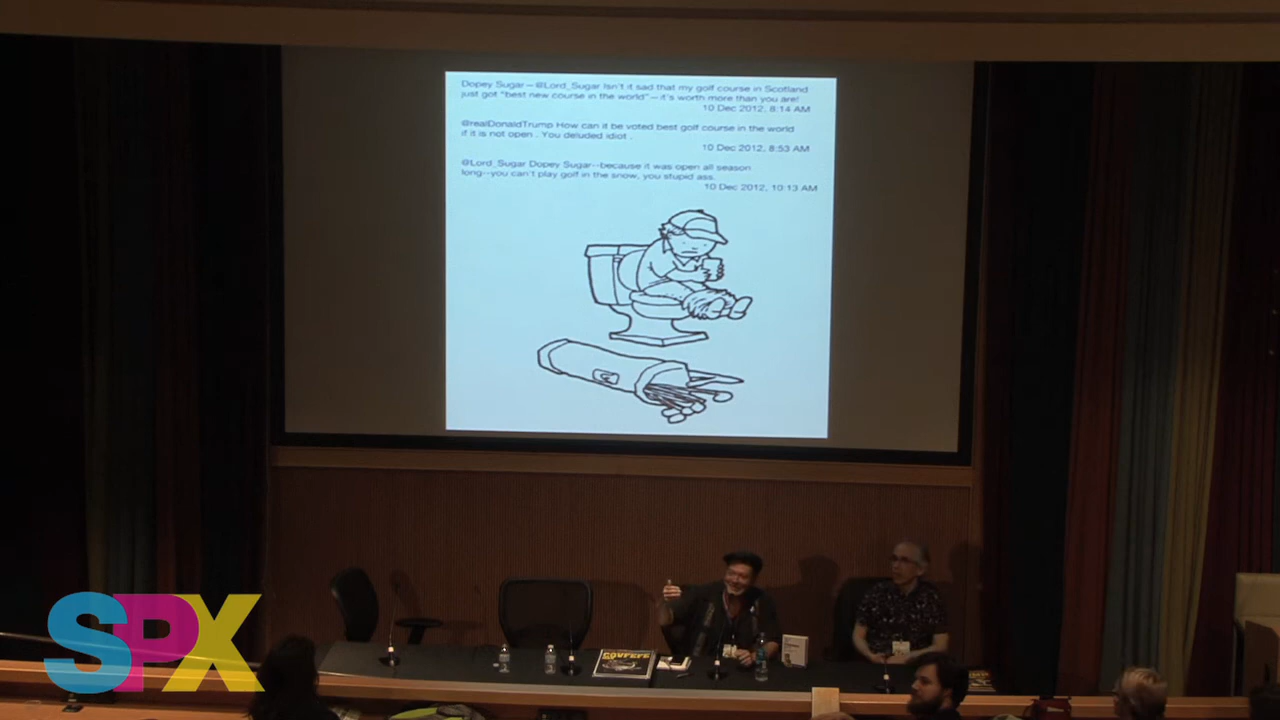 Dopey Sugar—@Lord_Sugar Isn't it sad that my golf course in Scotland
just got "best new course in the world"—it's worth more than you are!
10 Dec 2012, 8:14 AM
@realDonaldTrump How can it be voted best golf course in the world
if it is not open . You deluded idiot .
10 Dec 2012, 8:53 AM
@Lord_Sugar Dopey Sugar--because it was open all season
long--you can't play golf in the snow, you stupid ass.
10 Dec 2012, 10:13 AM
COVFEFE
SPX